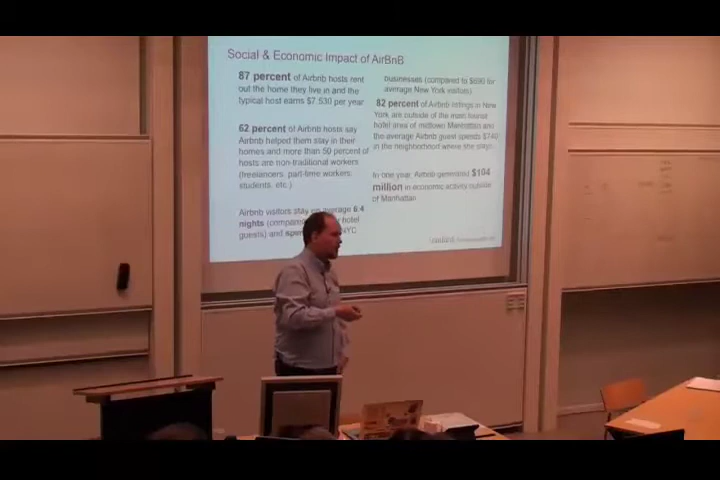 Social & Economic Impact of AirBnB
87 percent of Airbnb hosts rent
out the home they live in and the
typical host earns $7,530 per year
62 percent of Airbnb hosts say
Airbnb helped them stay in their
homes and more than 50 percent of
hosts are non-traditional workers
(freelancers, part-time workers,
students, etc.)
Airbnb visitors stay on average 6.4
nights (compared hotel
guests) and NYC
businesses (compared to $690 for
average New York visitors)
82 percent of Airbnb listings in New
York are outside of the main tourist
hotel area of midtown Manhattan and
the average Airbnb guest spends $740
in the neighborhood where she stays
In one year, Airbnb generated $104
million in economic activity outside
of Manhattan